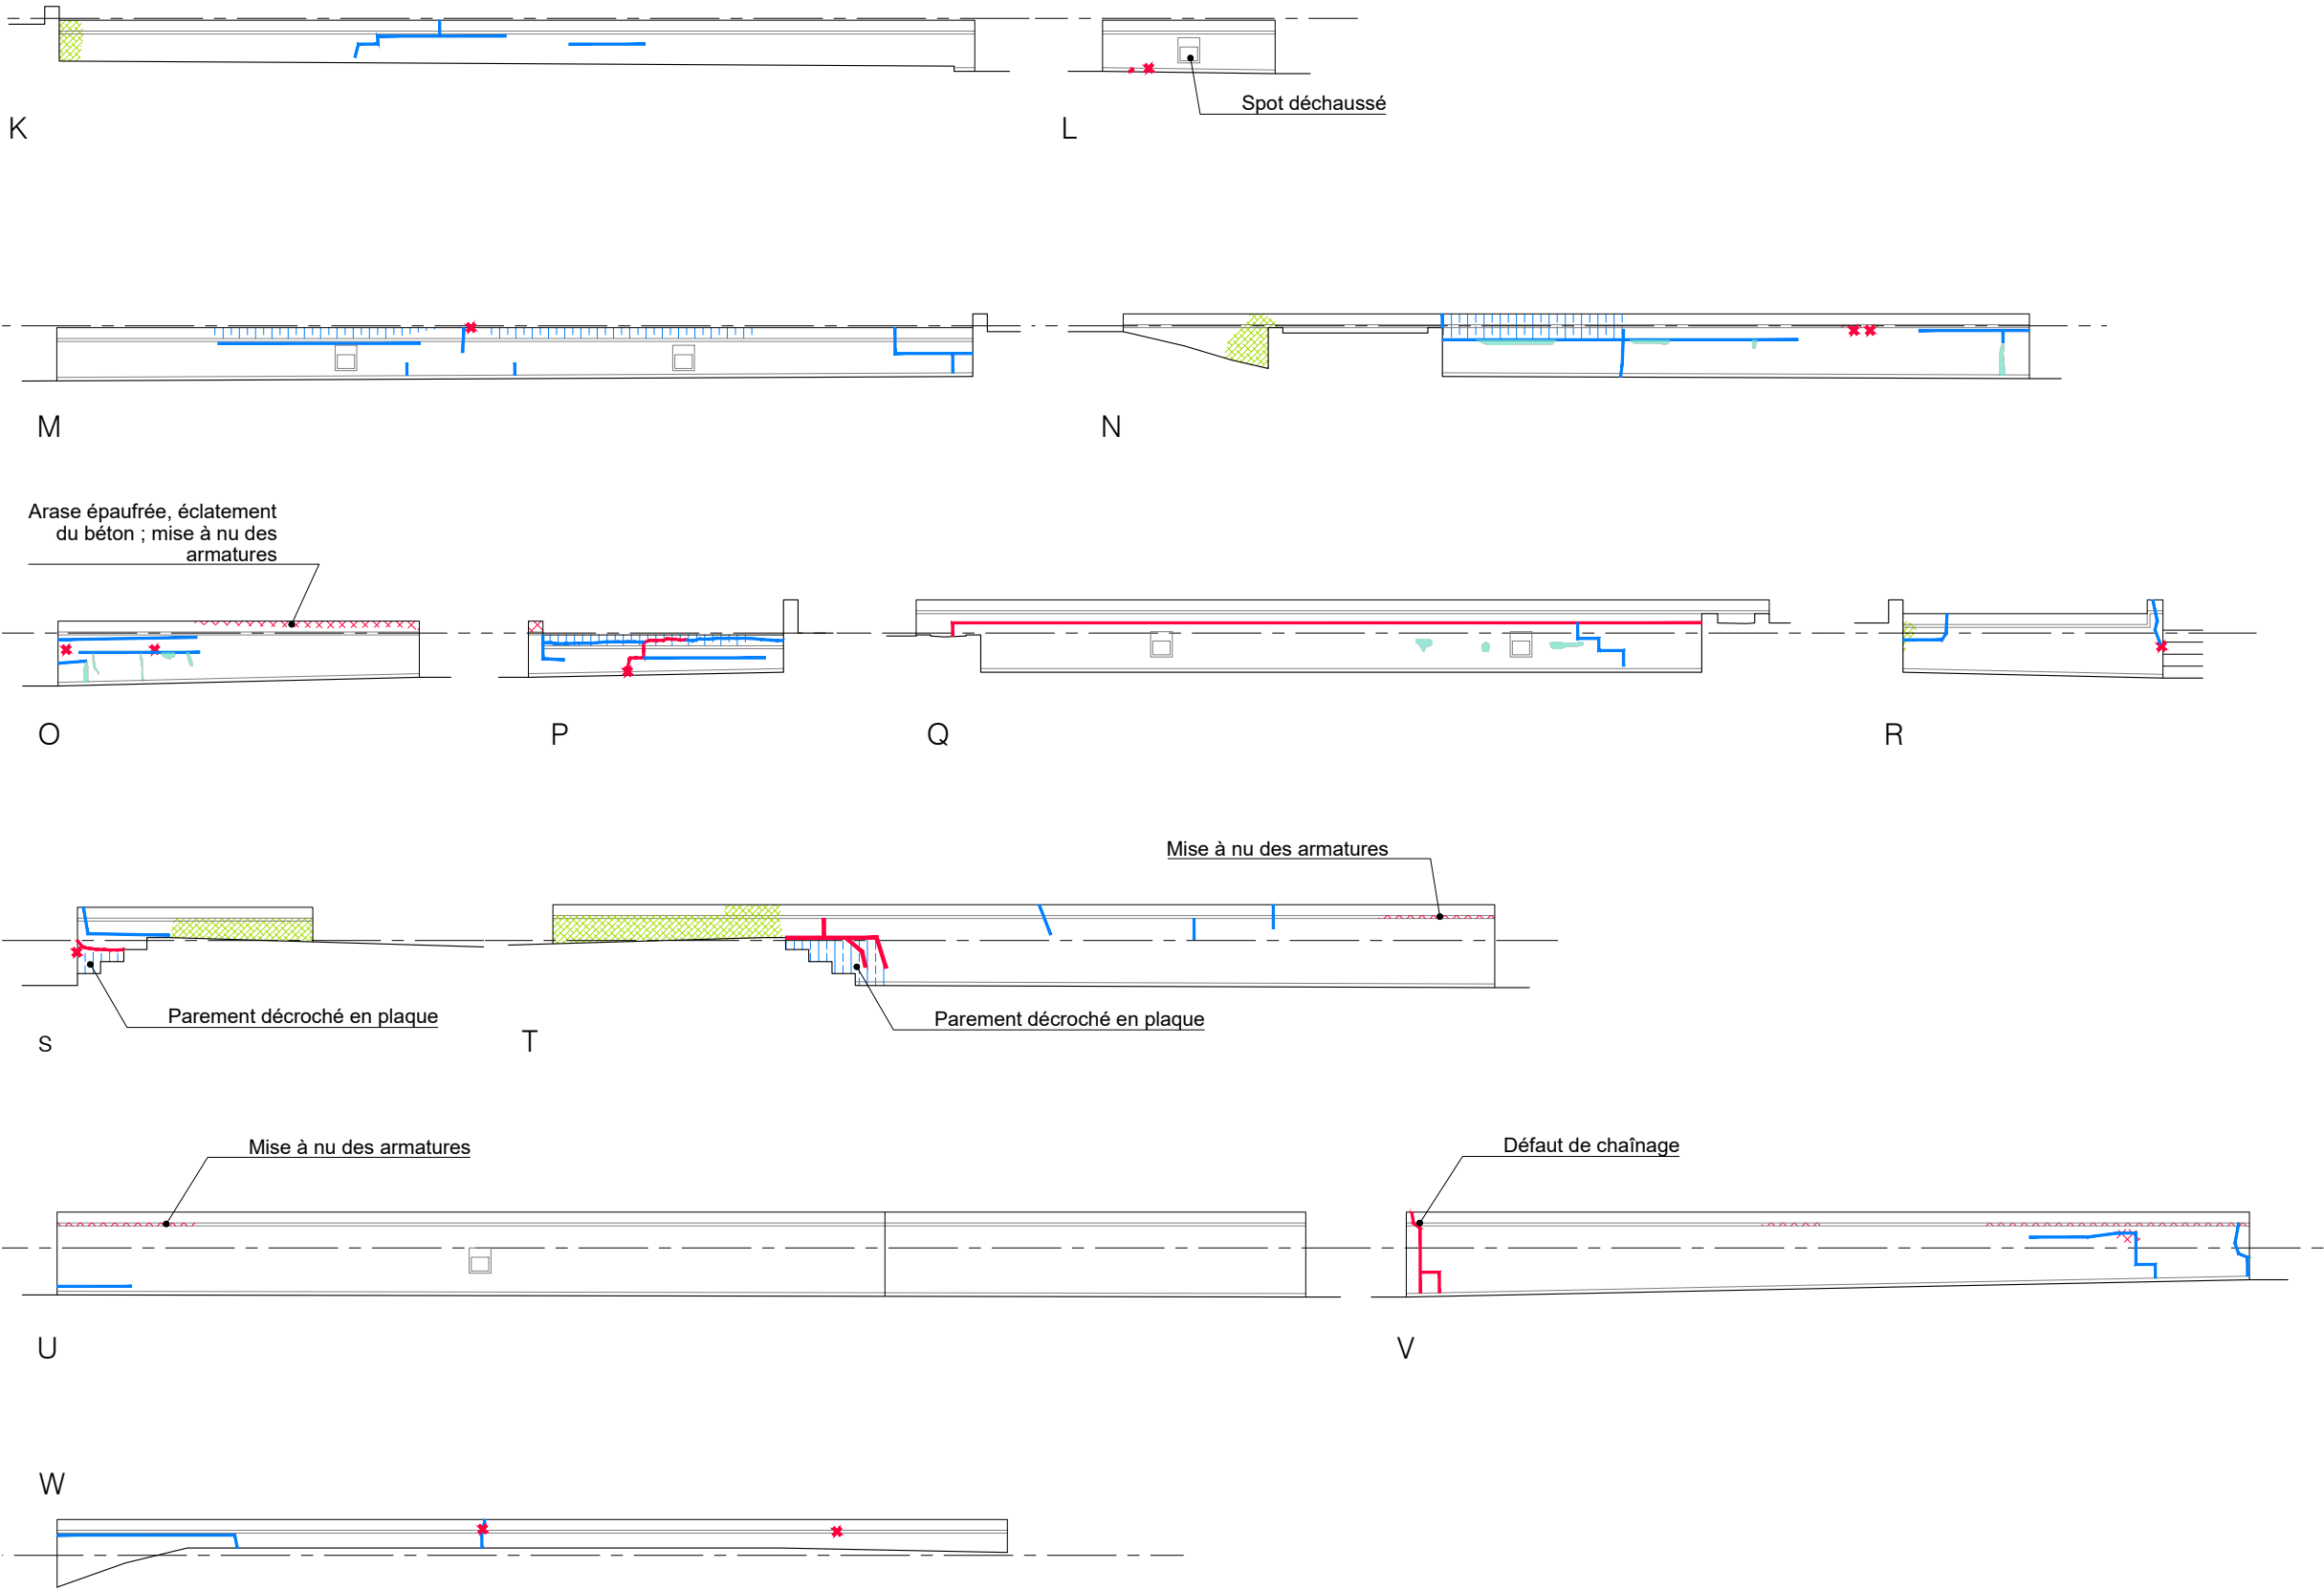 Spot déchaussé
K
L
M
N
Arase épaufrée, éclatement
du béton ; mise à nu des
armatures
O
P
Q
R
Mise à nu des armatures
Parement décroché en plaque
Parement décroché en plaque
S
T
Mise à nu des armatures
Défaut de chaînage
U
V
W